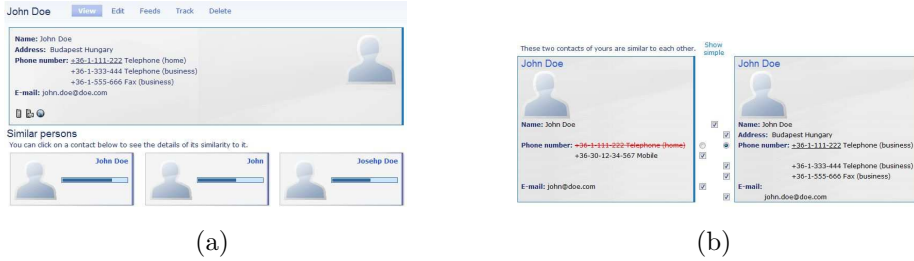 John Doe View Edit Feeds Track Delete
Name: John Doe
Address: Budapest Hungary
Phone number: +36-1-111-222 Telephone (home)
+36-1-333-444 Telephone (business)
+36-1-555-666 Fax (business)
E-mail: john.doe@doe.com
Similar persons
You can click on a contact below to see the details of its similarity to it.
John Doe
John
Josehp Doe
(a)
These two contacts of yours are similar to each other.
Show simple
John Doe
Name: John Doe
Phone number: +36-1-111-222 Telephone (home)
+36-30-12-34-567 Mobile
E-mail: john@doe.com
John Doe
Name: John Doe
Address: Budapest Hungary
Phone number: +36-1-111-222 Telephone (business)
+36-1-333-444 Telephone (business)
+36-1-555-666 Fax (business)
E-mail:
john.doe@doe.com
(b)